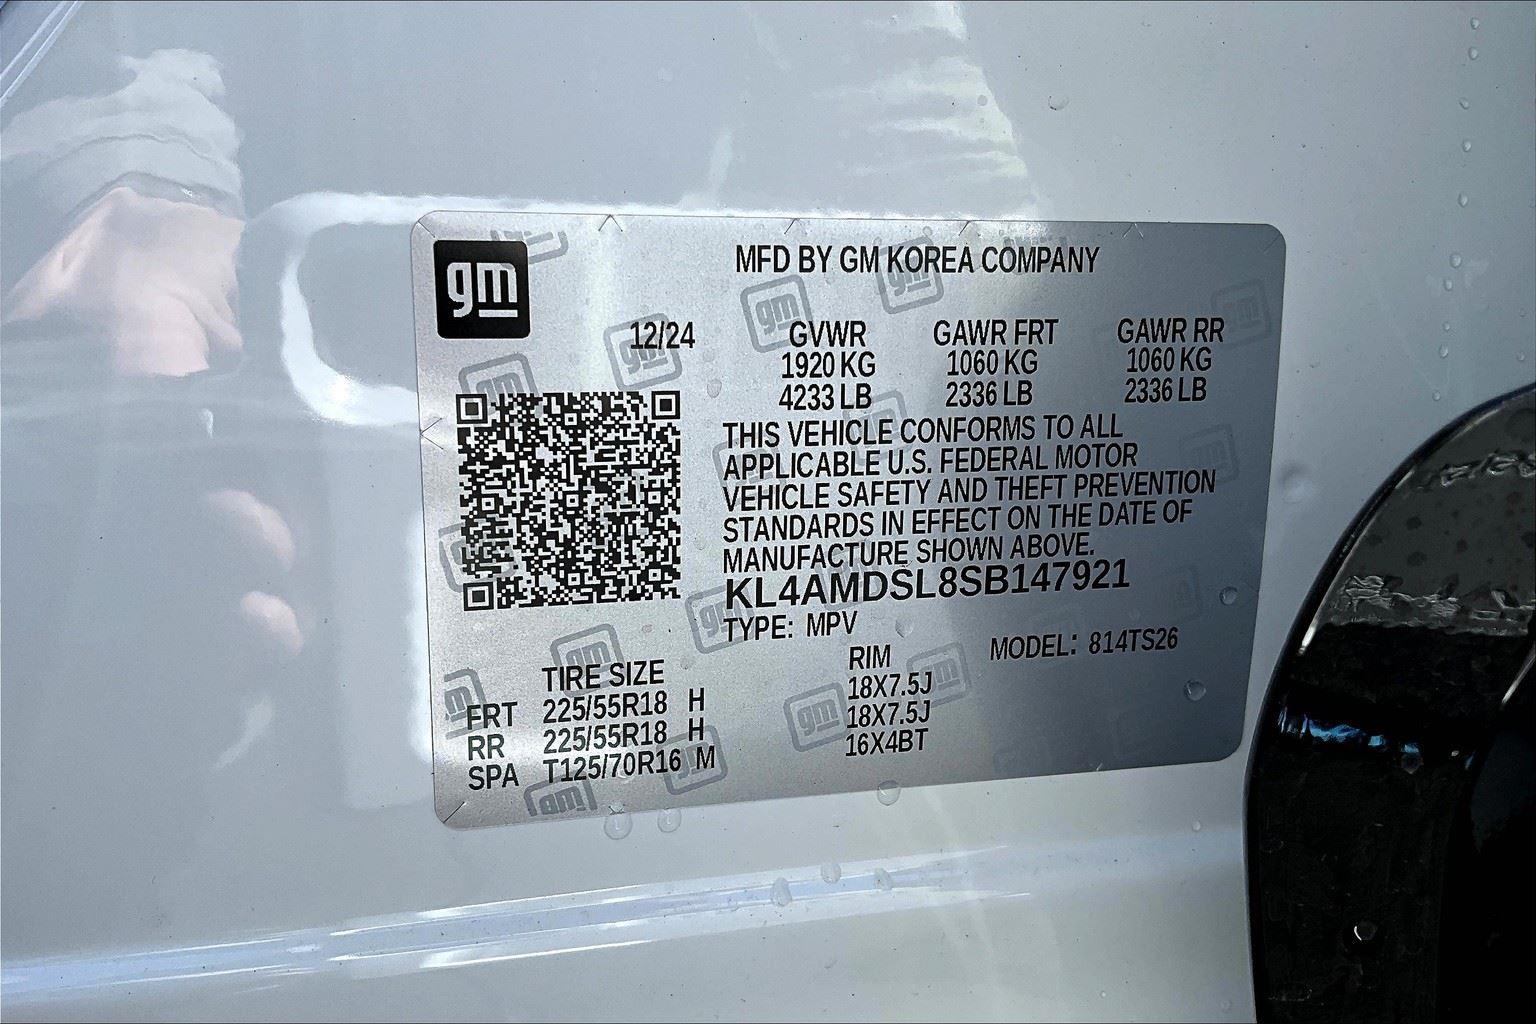 gm
MFD BY GM KOREA COMPANY
12/24 GVWR GAWR FRT GAWR RR
1920 KG 1060 KG 1060 KG
4233 LB 2336 LB 2336 LB
THIS VEHICLE CONFORMS TO ALL
APPLICABLE U.S. FEDERAL MOTOR
VEHICLE SAFETY AND THEFT PREVENTION
STANDARDS IN EFFECT ON THE DATE OF
MANUFACTURE SHOWN ABOVE.
KL4AMDSL8SB147921
TYPE: MPV
MODEL: 814TS26
TIRE SIZE RIM
FRT 225/55R18 H 18X7.5J
RR 225/55R18 H 18X7.5J
SPA T125/70R16 M 16X4BT